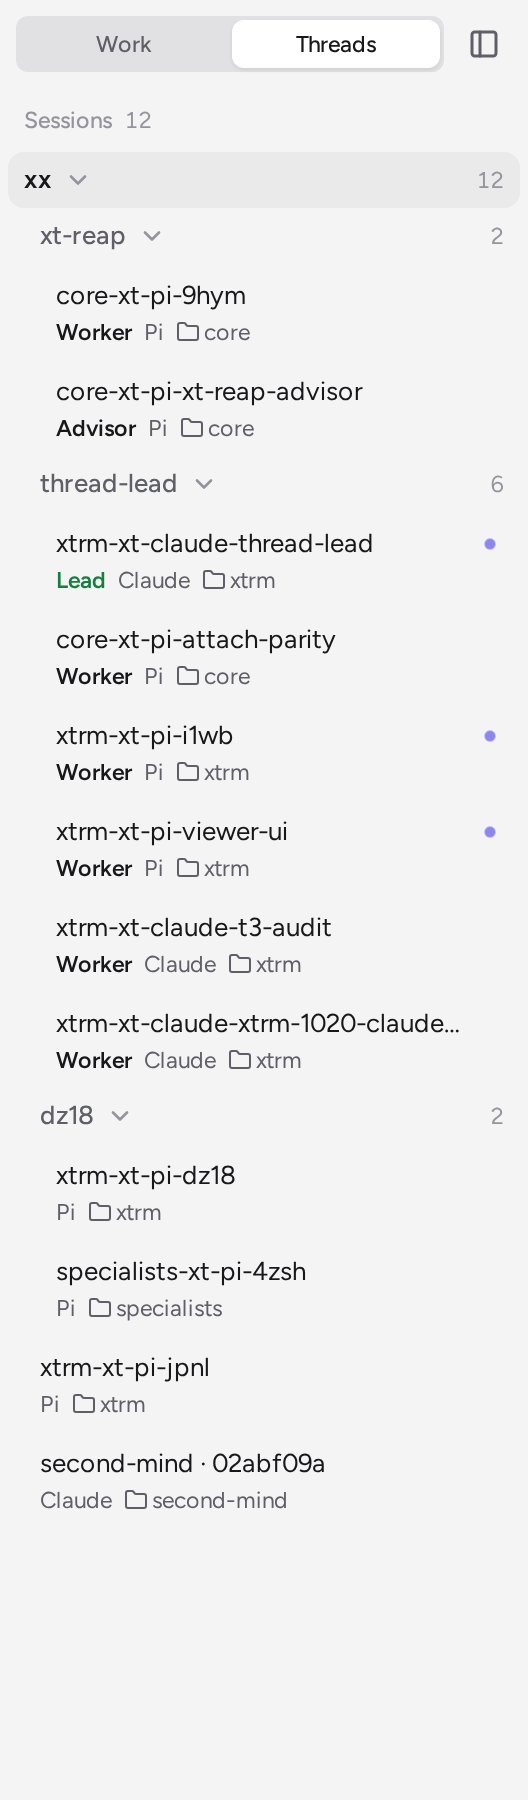 Work Threads
Sessions 12
xx 12
xt-reap 2
core-xt-pi-9hym
Worker Pi core
core-xt-pi-xt-reap-advisor
Advisor Pi core
thread-lead 6
xtrm-xt-claude-thread-lead
Lead Claude xtrm
core-xt-pi-attach-parity
Worker Pi core
xtrm-xt-pi-i1wb
Worker Pi xtrm
xtrm-xt-pi-viewer-ui
Worker Pi xtrm
xtrm-xt-claude-t3-audit
Worker Claude xtrm
xtrm-xt-claude-xtrm-1020-claude...
Worker Claude xtrm
dz18 2
xtrm-xt-pi-dz18
Pi xtrm
specialists-xt-pi-4zsh
Pi specialists
xtrm-xt-pi-jpnl
Pi xtrm
second-mind · 02abf09a
Claude second-mind